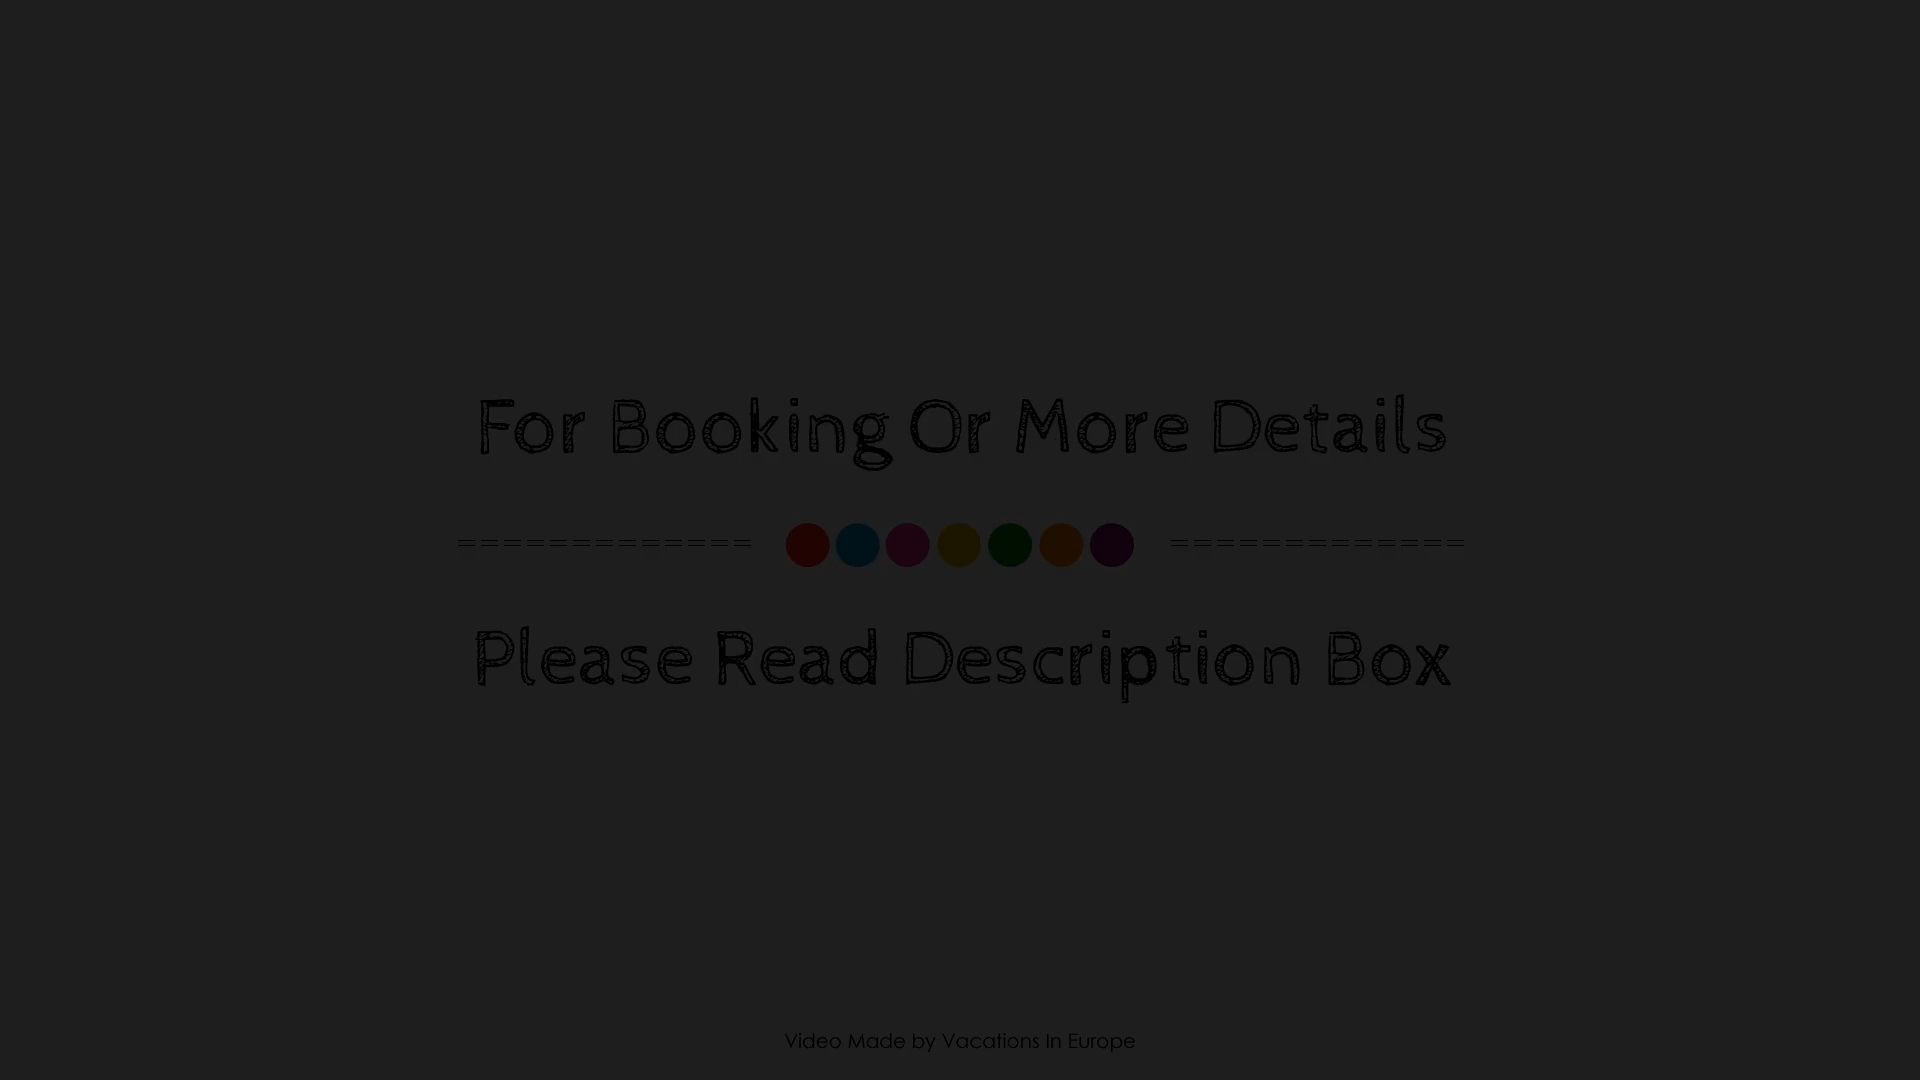 For Booking Or More Details
============= =============
Please Read Description Box
Video Made by Vacations In Europe